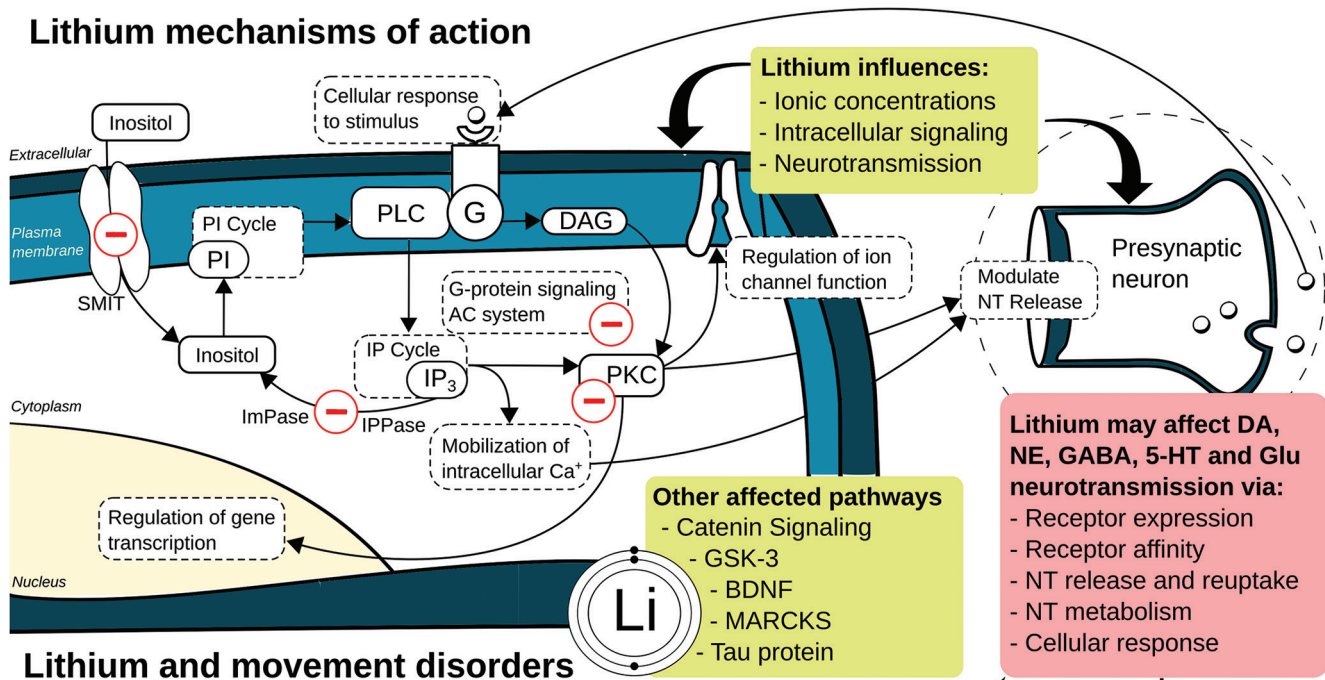 Lithium mechanisms of action
Inositol
Extracellular
Plasma
membrane
SMIT
PI Cycle
PI
Inositol
Cellular response
to stimulus
PLC
G
DAG
G-protein signaling
AC system
IP Cycle
IP3
PKC
ImPase
IPPase
Mobilization of
intracellular Ca+
Cytoplasm
Regulation of gene
transcription
Nucleus
Regulation of ion
channel function
Lithium influences:
- Ionic concentrations
- Intracellular signaling
- Neurotransmission
Modulate
NT Release
Presynaptic
neuron
Other affected pathways
- Catenin Signaling
- GSK-3
- BDNF
- MARCKS
- Tau protein
Li
Lithium may affect DA,
NE, GABA, 5-HT and Glu
neurotransmission via:
- Receptor expression
- Receptor affinity
- NT release and reuptake
- NT metabolism
- Cellular response
Lithium and movement disorders